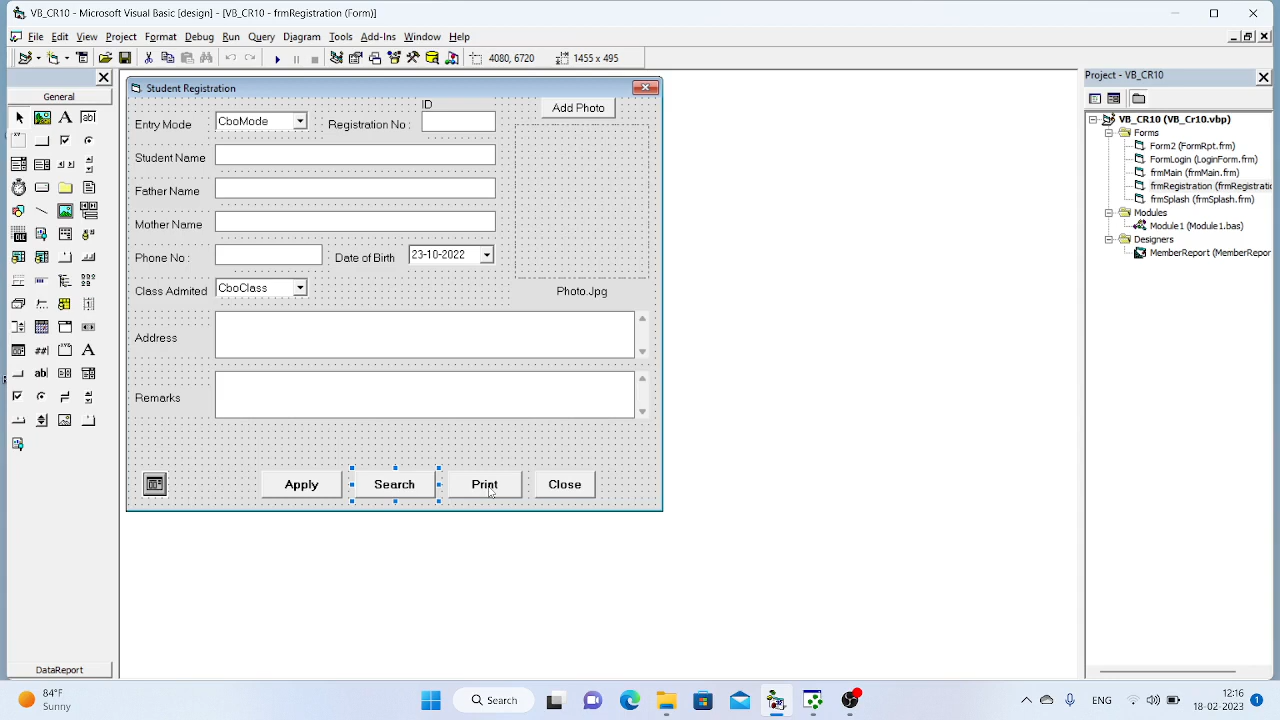 VB_CR10 - Microsoft Visual Basic [design] - [VB_CR10 - frmRegistration (Form)]
File Edit View Project Format Debug Run Query Diagram Tools Add-Ins Window Help
4080, 6720 1455 x 495
General
Student Registration
Project - VB_CR10
ID
Add Photo
Entry Mode CboMode Registration No :
Student Name
Father Name
Mother Name
Phone No : Date of Birth 23-10-2022
Class Admited CboClass Photo.Jpg
Address
Remarks
Apply Search Print Close
VB_CR10 (VB_Cr10.vbp)
Forms
Form2 (FormRpt.frm)
FormLogin (LoginForm.frm)
frmMain (frmMain.frm)
frmRegistration (frmRegistratio
frmSplash (frmSplash.frm)
Modules
Module1 (Module1.bas)
Designers
MemberReport (MemberRepor
DataReport
84°F
Sunny
Search
ENG
12:16
18-02-2023
1